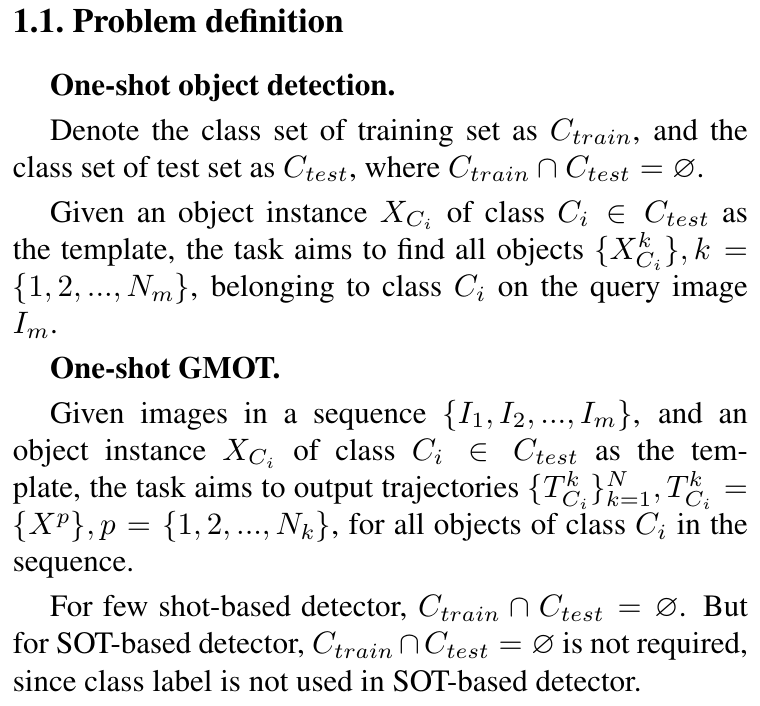 1.1. Problem definition
One-shot object detection.
Denote the class set of training set as $C_{train}$, and the
class set of test set as $C_{test}$, where $C_{train} \cap C_{test} = \varnothing$.
Given an object instance $X_{C_i}$ of class $C_i \in C_{test}$ as
the template, the task aims to find all objects $\{X^k_{C_i}\}, k =$
$\{1, 2, ..., N_m\}$, belonging to class $C_i$ on the query image
$I_m$.
One-shot GMOT.
Given images in a sequence $\{I_1, I_2, ..., I_m\}$, and an
object instance $X_{C_i}$ of class $C_i \in C_{test}$ as the tem-
plate, the task aims to output trajectories $\{T^k_{C_i}\}^N_{k=1}, T^k_{C_i} =$
$\{X^p\}, p = \{1, 2, ..., N_k\}$, for all objects of class $C_i$ in the
sequence.
For few shot-based detector, $C_{train} \cap C_{test} = \varnothing$. But
for SOT-based detector, $C_{train} \cap C_{test} = \varnothing$ is not required,
since class label is not used in SOT-based detector.